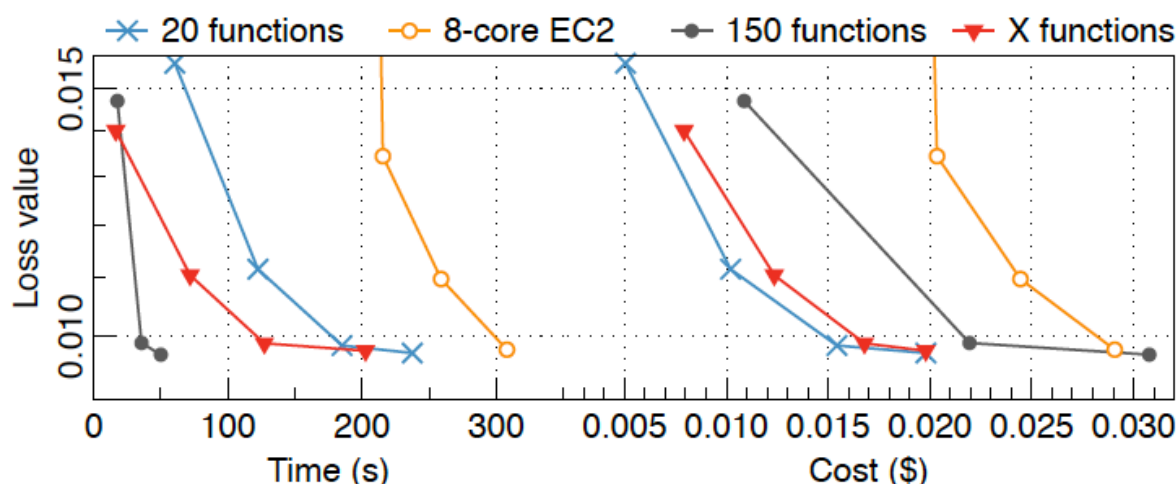 20 functions 8-core EC2 150 functions X functions
Loss value
0.015
0.010
0 100 200 300 0.005 0.010 0.015 0.020 0.025 0.030
Time (s) Cost ($)